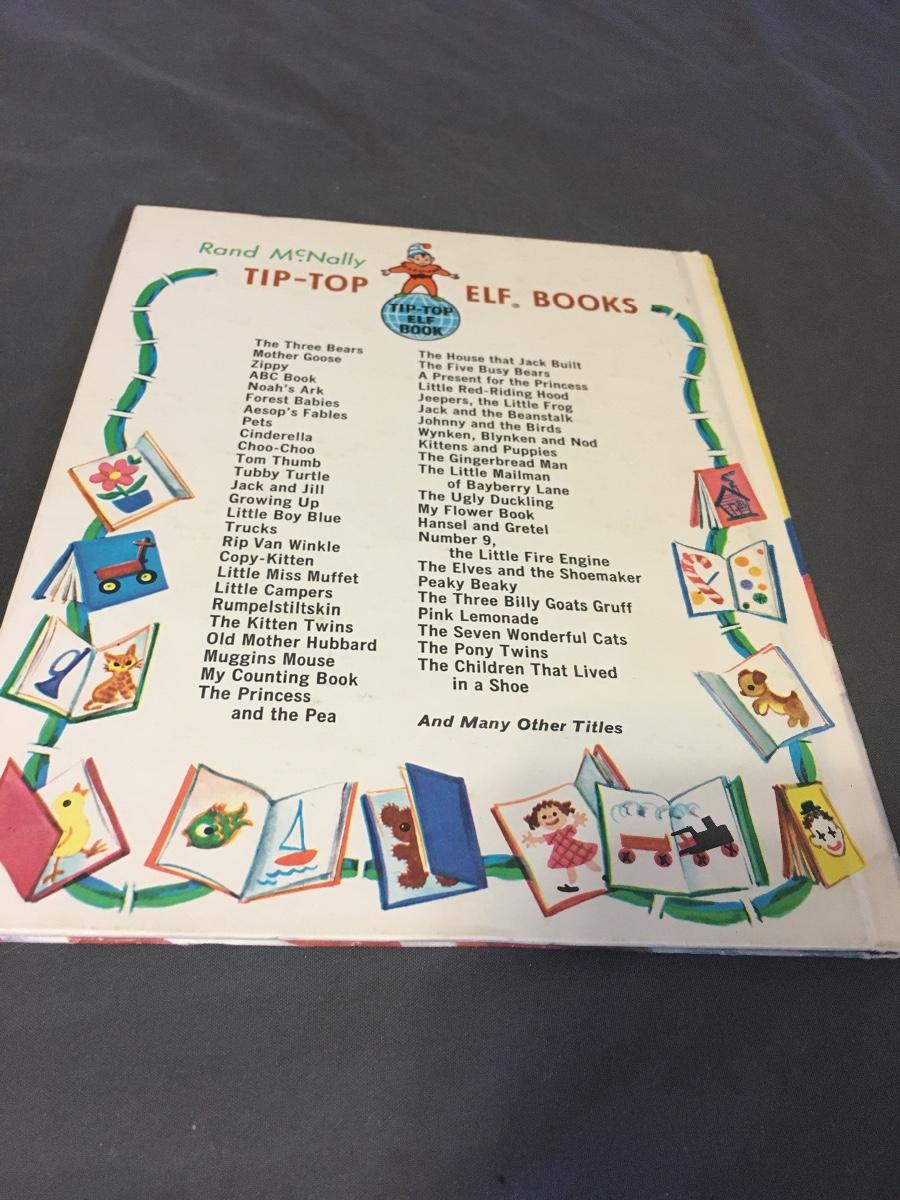 Rand McNally
TIP-TOP ELF® BOOKS
TIP-TOP
ELF
BOOK
The Three Bears
Mother Goose
Zippy
ABC Book
Noah's Ark
Forest Babies
Aesop's Fables
Pets
Cinderella
Choo-Choo
Tom Thumb
Tubby Turtle
Jack and Jill
Growing Up
Little Boy Blue
Trucks
Rip Van Winkle
Copy-Kitten
Little Miss Muffet
Little Campers
Rumpelstiltskin
The Kitten Twins
Old Mother Hubbard
Muggins Mouse
My Counting Book
The Princess
and the Pea
The House that Jack Built
The Five Busy Bears
A Present for the Princess
Little Red-Riding Hood
Jeepers, the Little Frog
Jack and the Beanstalk
Johnny and the Birds
Wynken, Blynken and Nod
Kittens and Puppies
The Gingerbread Man
The Little Mailman
of Bayberry Lane
The Ugly Duckling
My Flower Book
Hansel and Gretel
Number 9,
the Little Fire Engine
The Elves and the Shoemaker
Peaky Beaky
The Three Billy Goats Gruff
Pink Lemonade
The Seven Wonderful Cats
The Pony Twins
The Children That Lived
in a Shoe
And Many Other Titles